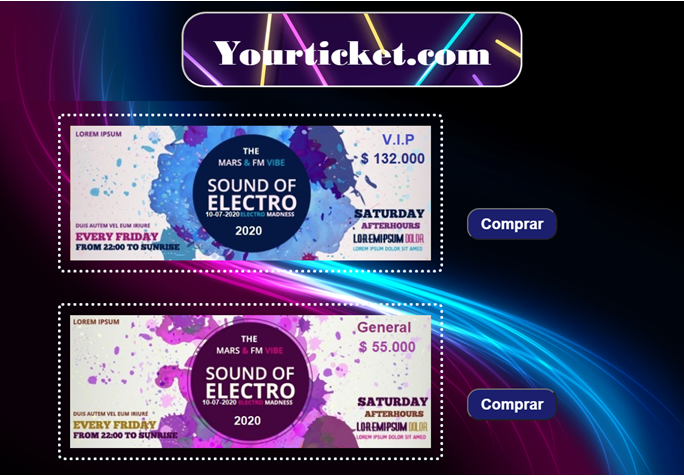 Yourticket.com
LOREM IPSUM
THE
MARS & FM VIBE
SOUND OF
ELECTRO
10-07-2020 ELECTRO MADNESS
2020
V.I.P
$ 132.000
DUIS AUTEM VEL EUM IRIURE
EVERY FRIDAY
FROM 22:00 TO SUNRISE
SATURDAY
AFTERHOURS
LOREMIPSUM DOLOR
LOREM IPSUM DOLOR SIT AMED
Comprar
LOREM IPSUM
THE
MARS & FM VIBE
SOUND OF
ELECTRO
10-07-2020 ELECTRO MADNESS
2020
General
$ 55.000
DUIS AUTEM VEL EUM IRIURE
EVERY FRIDAY
FROM 22:00 TO SUNRISE
SATURDAY
AFTERHOURS
LOREMIPSUM DOLOR
LOREM IPSUM DOLOR SIT AMED
Comprar